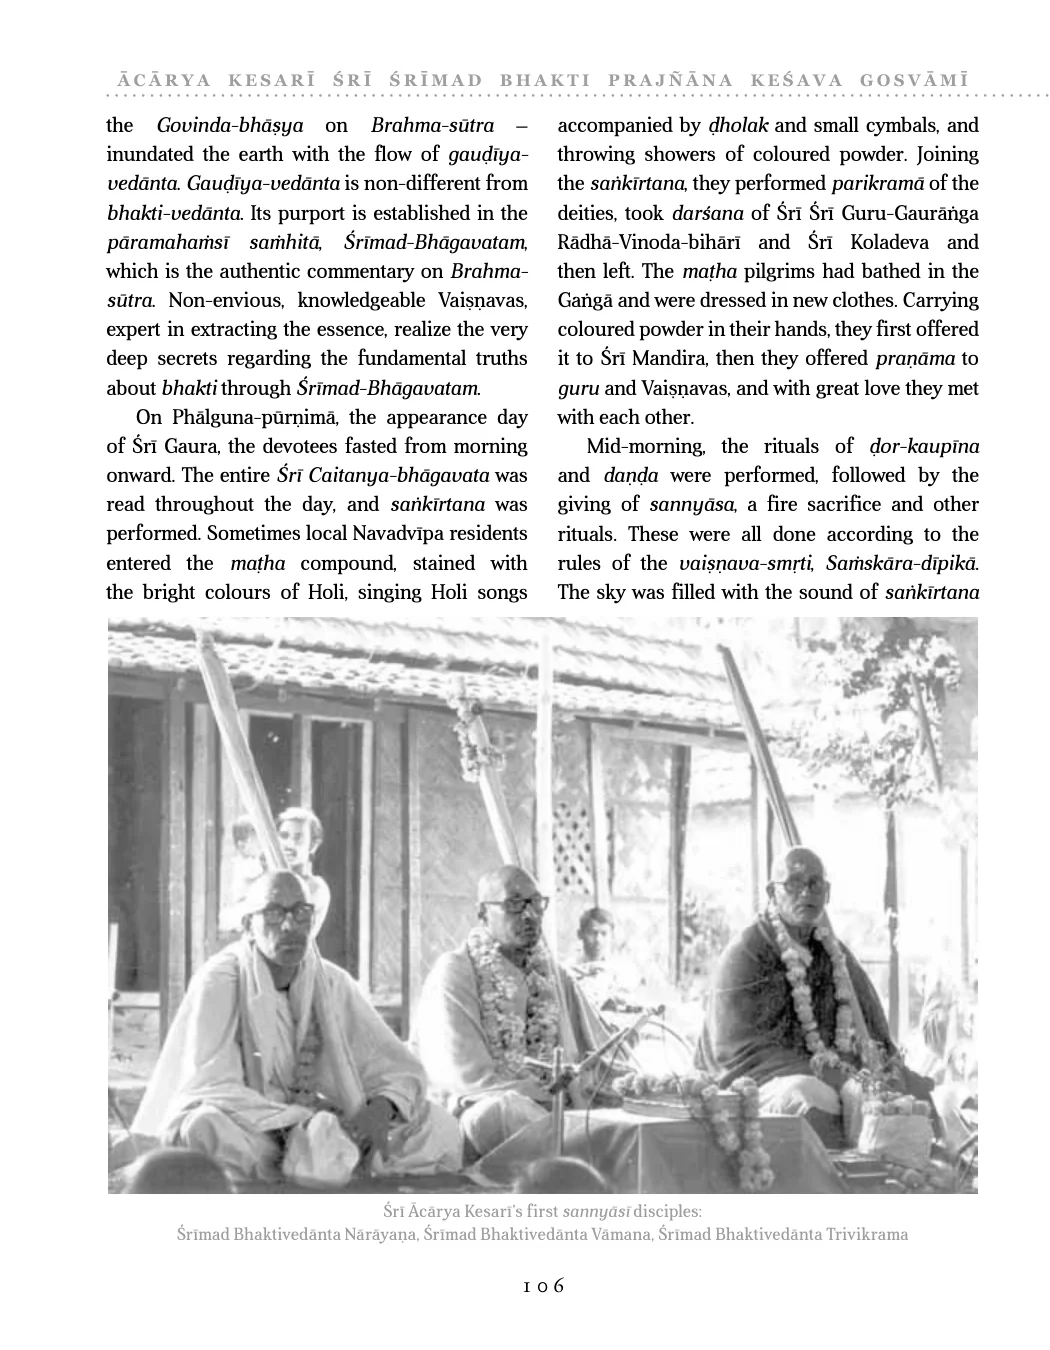 ĀCĀRYA KESARĪ ŚRĪ ŚRĪMAD BHAKTI PRAJÑĀNA KEŚAVA GOSVĀMĪ
the Govinda-bhāṣya on Brahma-sūtra –
inundated the earth with the flow of gauḍīya-
vedānta. Gauḍīya-vedānta is non-different from
bhakti-vedānta. Its purport is established in the
pāramahaṁsī saṁhitā, Śrīmad-Bhāgavatam,
which is the authentic commentary on Brahma-
sūtra. Non-envious, knowledgeable Vaiṣṇavas,
expert in extracting the essence, realize the very
deep secrets regarding the fundamental truths
about bhakti through Śrīmad-Bhāgavatam.
On Phālguna-pūrṇimā, the appearance day
of Śrī Gaura, the devotees fasted from morning
onward. The entire Śrī Caitanya-bhāgavata was
read throughout the day, and saṅkīrtana was
performed. Sometimes local Navadvīpa residents
entered the maṭha compound, stained with
the bright colours of Holi, singing Holi songs
accompanied by ḍholak and small cymbals, and
throwing showers of coloured powder. Joining
the saṅkīrtana, they performed parikramā of the
deities, took darśana of Śrī Śrī Guru-Gaurāṅga
Rādhā-Vinoda-bihārī and Śrī Koladeva and
then left. The maṭha pilgrims had bathed in the
Gaṅgā and were dressed in new clothes. Carrying
coloured powder in their hands, they first offered
it to Śrī Mandira, then they offered praṇāma to
guru and Vaiṣṇavas, and with great love they met
with each other.
Mid-morning, the rituals of ḍor-kaupīna
and daṇḍa were performed, followed by the
giving of sannyāsa, a fire sacrifice and other
rituals. These were all done according to the
rules of the vaiṣṇava-smṛti, Saṁskāra-dīpikā.
The sky was filled with the sound of saṅkīrtana
Śrī Ācārya Kesarī's first sannyāsī disciples:
Śrīmad Bhaktivedānta Nārāyaṇa, Śrīmad Bhaktivedānta Vāmana, Śrīmad Bhaktivedānta Trivikrama
106